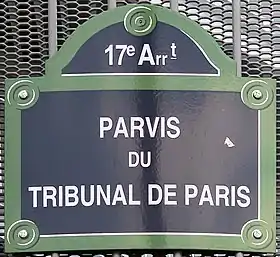 17e Arrt
PARVIS
DU
TRIBUNAL DE PARIS